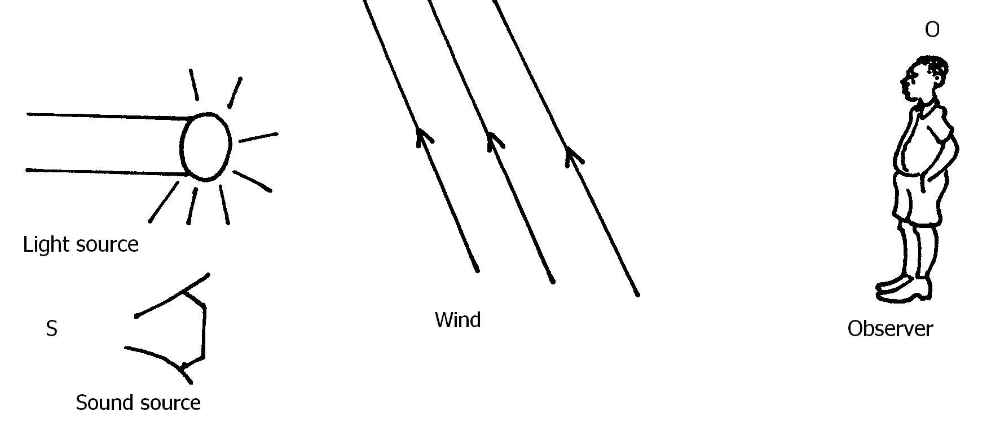 O
Light source
Wind
S
Observer
Sound source